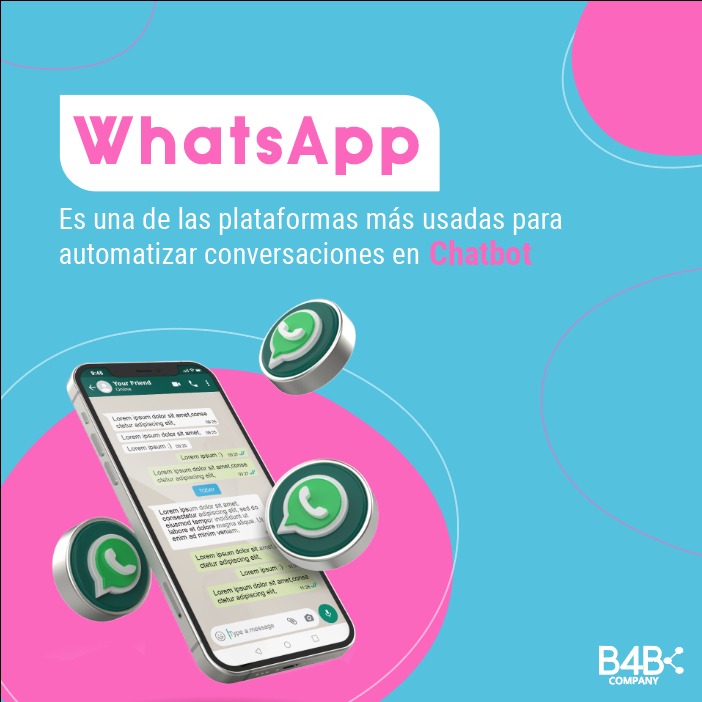 WhatsApp
Es una de las plataformas más usadas para
automatizar conversaciones en Chatbot
9:46
Your Friend
Online
Lorem ipsum dolor sit amet,conse
ctetur adipiscing elit,
Lorem ipsum dolor sit amet,
Lorem ipsum :)
Lorem ipsum :)
Lorem ipsum dolor sit amet,conse
ctetur adipiscing elit,
TODAY
Lorem ipsum dolor sit amet,
consectetur adipiscing elit, sed do
eiusmod tempor incididunt ut
labore et dolore magna aliqua. Ut
enim ad minim veniam.
Lorem ipsum dolor sit
ctetur adipiscing elit,
Lorem ipsum :)
Lorem ipsum dolor sit amet,conse
ctetur adipiscing elit,
Type a message
B4B
COMPANY